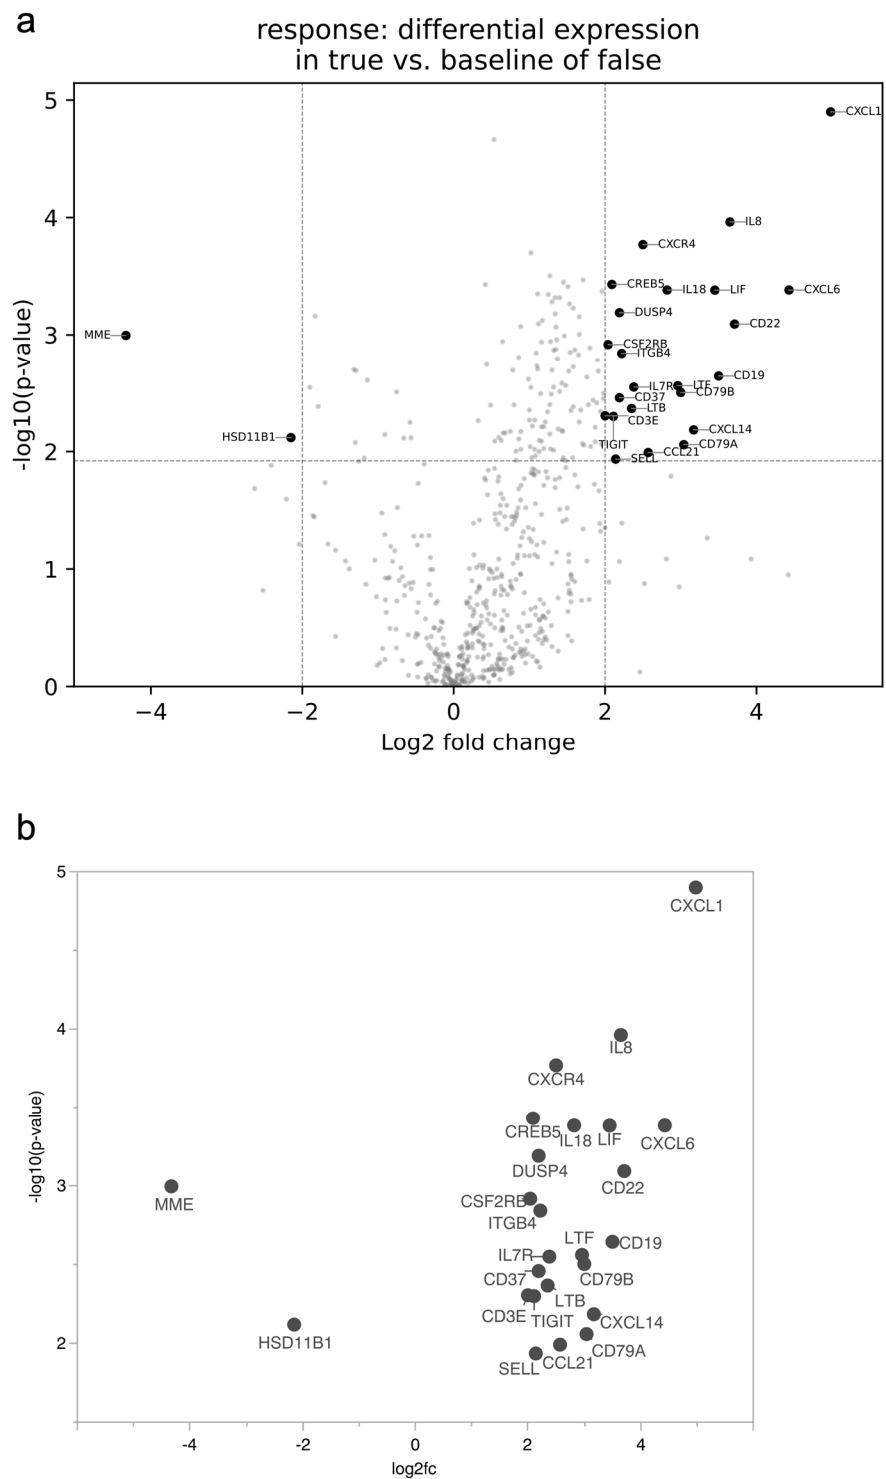 a
response: differential expression
in true vs. baseline of false
5
CXCL1
4
IL8
CXCR4
CREB5
IL18
LIF
CXCL6
DUSP4
CD22
3
MME
CSF2RB
ITGB4
CD19
IL7R
LTF
CD79B
CD37
LTB
CD3E
CXCL14
HSD11B1
TIGIT
CD79A
2
CCL21
SELL
1
0
-log10(p-value)
−4
−2
0
2
4
Log2 fold change
b
5
CXCL1
4
IL8
CXCR4
CREB5
IL18
LIF
CXCL6
DUSP4
3
CD22
MME
CSF2RB
ITGB4
LTF
CD19
IL7R
CD37
CD79B
LTB
CD3E
TIGIT
CXCL14
2
HSD11B1
CD79A
CCL21
SELL
-log10(p-value)
-4
-2
0
2
4
log2fc